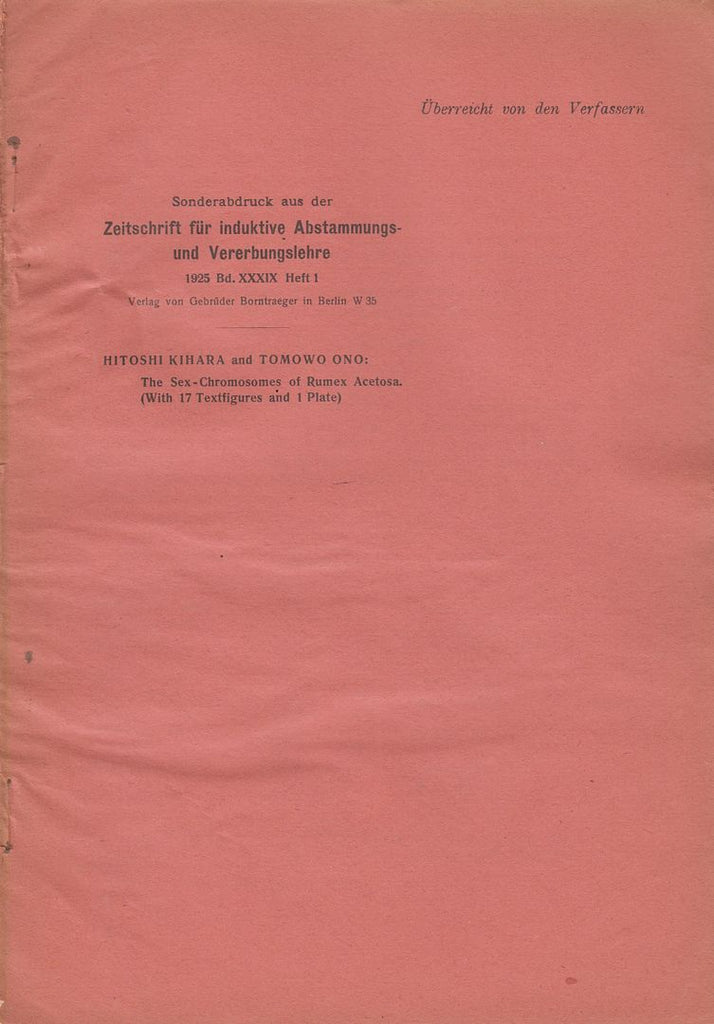 Überreicht von den Verfassern
Sonderabdruck aus der
Zeitschrift für induktive Abstammungs-
und Vererbungslehre
1925 Bd. XXXIX Heft 1
Verlag von Gebrüder Borntraeger in Berlin W 35
HITOSHI KIHARA and TOMOWO ONO:
The Sex-Chromosomes of Rumex Acetosa.
(With 17 Textfigures and 1 Plate)